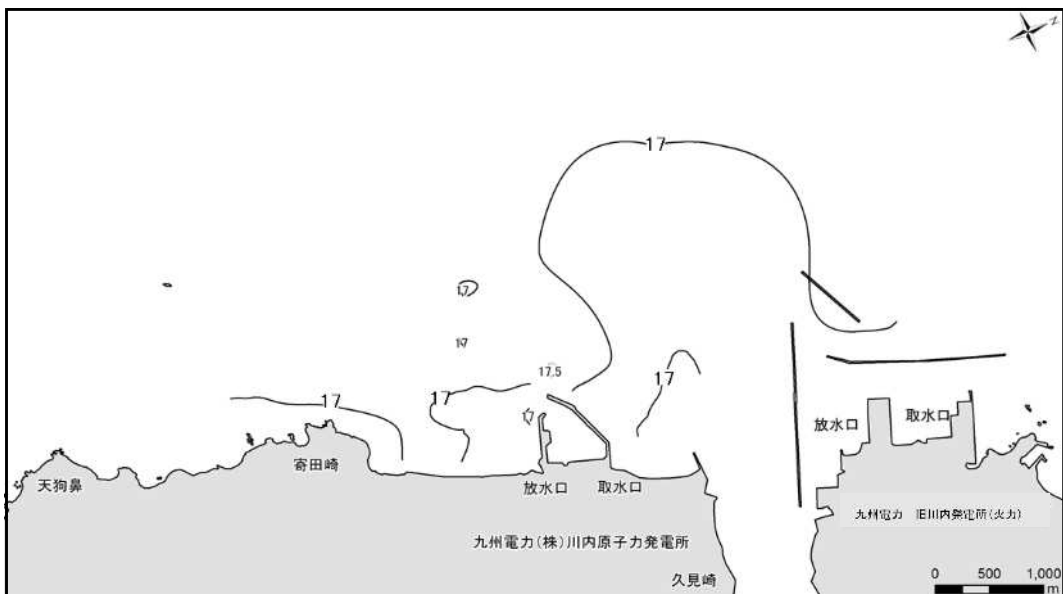 N
17
17
17
17.5
17
17
17
17
放水口
取水口
寄田崎
天狗鼻
放水口
取水口
九州電力 旧川内発電所(火力)
九州電力(株)川内原子力発電所
久見崎
0 500 1,000
m